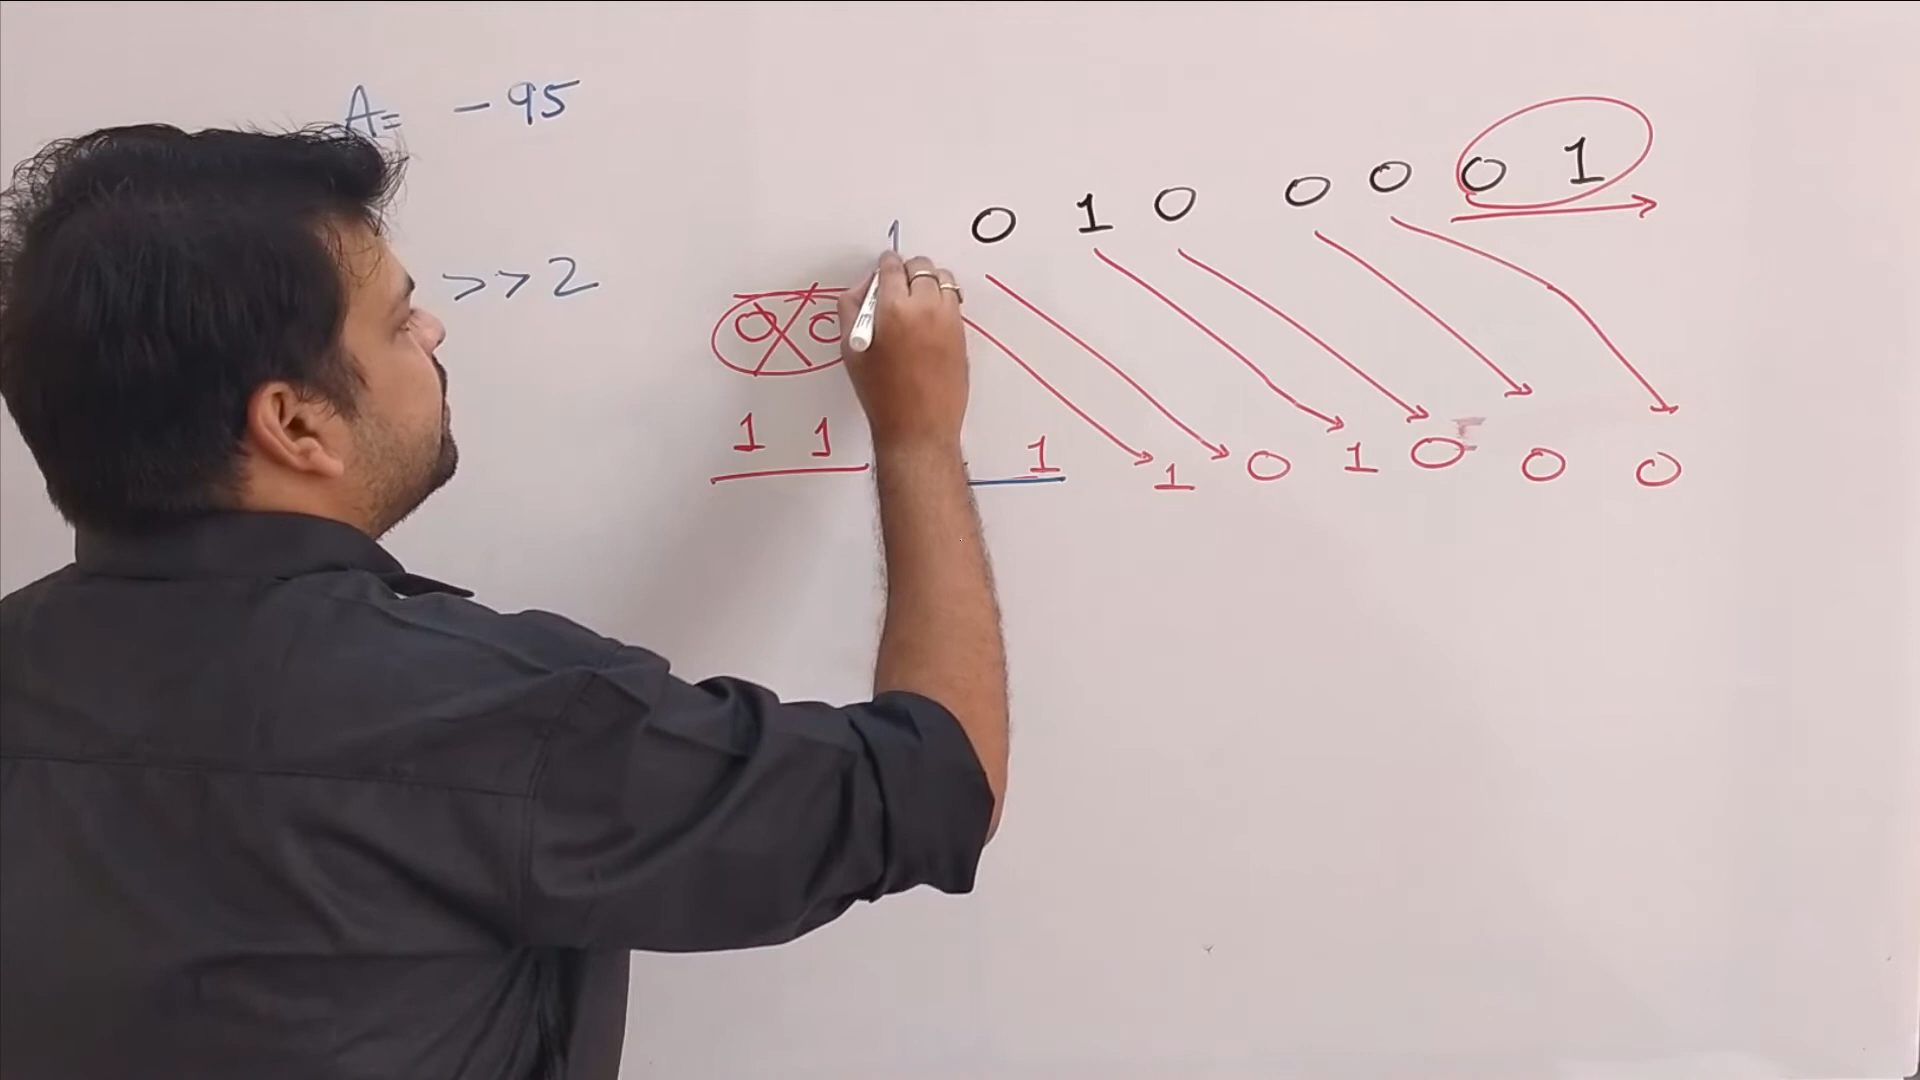 A= -95
1 0 1 0 0 0 0 1
>>2
0 0
1 1 1 1 0 1 0 0 0